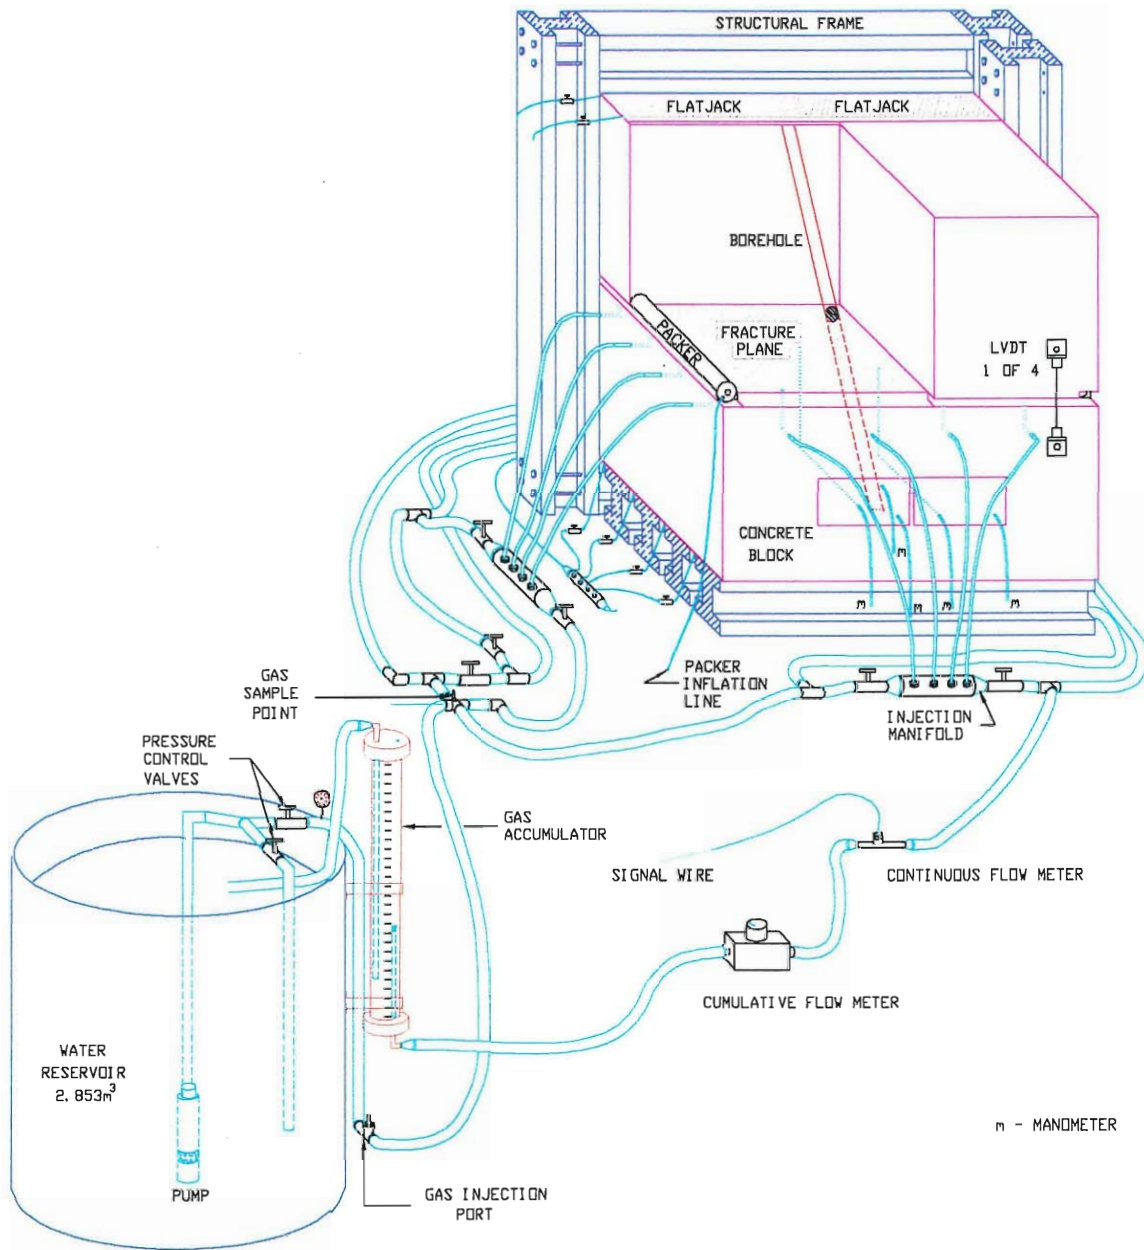 STRUCTURAL FRAME
FLATJACK
FLATJACK
BOREHOLE
PACKER
FRACTURE
PLANE
LVDT
1 OF 4
CONCRETE
BLOCK
m
m
m
m
m
GAS
SAMPLE
POINT
PACKER
INFLATION
LINE
INJECTION
MANIFOLD
PRESSURE
CONTROL
VALVES
GAS
ACCUMULATOR
SIGNAL WIRE
CONTINUOUS FLOW METER
CUMULATIVE FLOW METER
WATER
RESERVOIR
2.853m³
PUMP
GAS INJECTION
PORT
m - MANOMETER